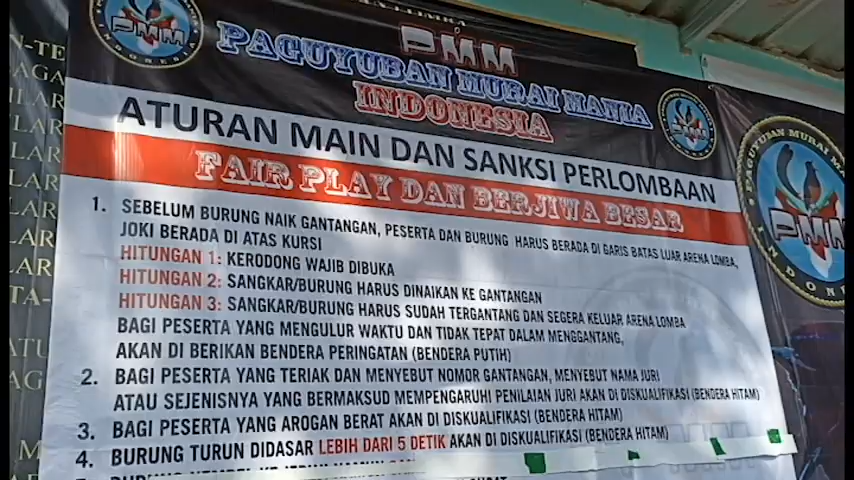 PMM
PAGUYUBAN MURAI MANIA
INDONESIA
ATURAN MAIN DAN SANKSI PERLOMBAAN
FAIR PLAY DAN BERJIWA BESAR
1. SEBELUM BURUNG NAIK GANTANGAN, PESERTA DAN BURUNG HARUS BERADA DI GARIS BATAS LUAR ARENA LOMBA,
JOKI BERADA DI ATAS KURSI
HITUNGAN 1: KERODONG WAJIB DIBUKA
HITUNGAN 2: SANGKAR/BURUNG HARUS DINAIKAN KE GANTANGAN
HITUNGAN 3: SANGKAR/BURUNG HARUS SUDAH TERGANTUNG DAN SEGERA KELUAR ARENA LOMBA
BAGI PESERTA YANG MENGULUR WAKTU DAN TIDAK TEPAT DALAM MENGGANTANG,
AKAN DI BERIKAN BENDERA PERINGATAN (BENDERA PUTIH)
2. BAGI PESERTA YANG TERIAK DAN MENYEBUT NOMOR GANTANGAN, MENYEBUT NAMA JURI
ATAU SEJENISNYA YANG BERMAKSUD MEMPENGARUHI PENILAIAN JURI AKAN DI DISKUALIFIKASI (BENDERA HITAM)
3. BAGI PESERTA YANG AROGAN BERAT AKAN DI DISKUALIFIKASI (BENDERA HITAM)
4. BURUNG TURUN DIDASAR LEBIH DARI 5 DETIK AKAN DI DISKUALIFIKASI (BENDERA HITAM)
PMM
INDONESIA
PAGUYUBAN MURAI MANIA
PMM
INDONESIA